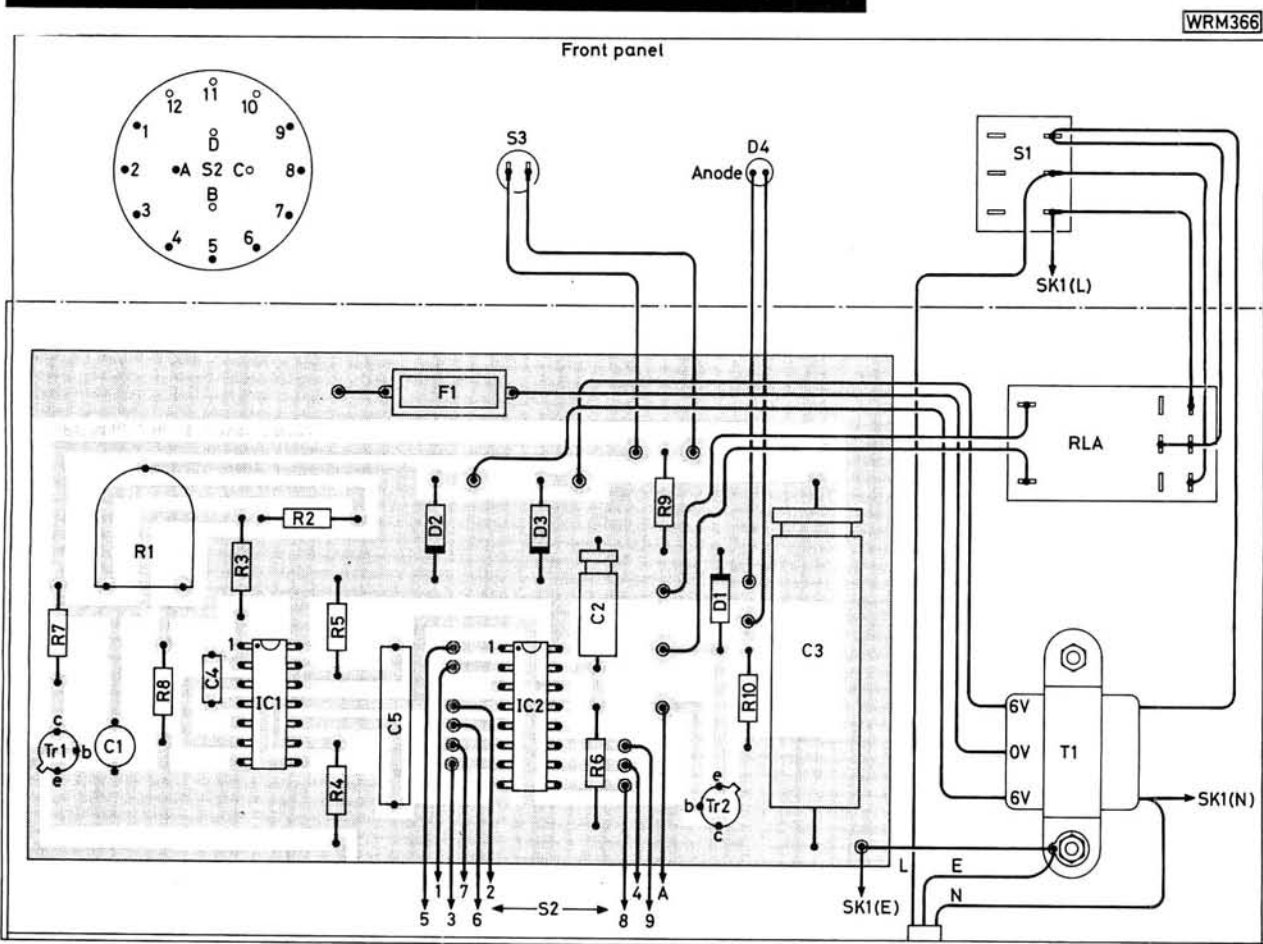 WRM366
Front panel
11
12 10
1 9
D
2 A S2 C 8
B
3 7
4 6
5
S3
D4
Anode
S1
SK1(L)
F1
RLA
R1
R2
R3
D2
D3
R9
R7
R5
R8
C4
1
IC1
C5
1
IC2
C2
D1
C3
R10
c
Tr1 b
e
C1
R4
R6
e
b Tr2
c
6V
0V
6V
T1
SK1(N)
L E
N
SK1(E)
1 7 2 4 A
5 3 6 S2 8 9